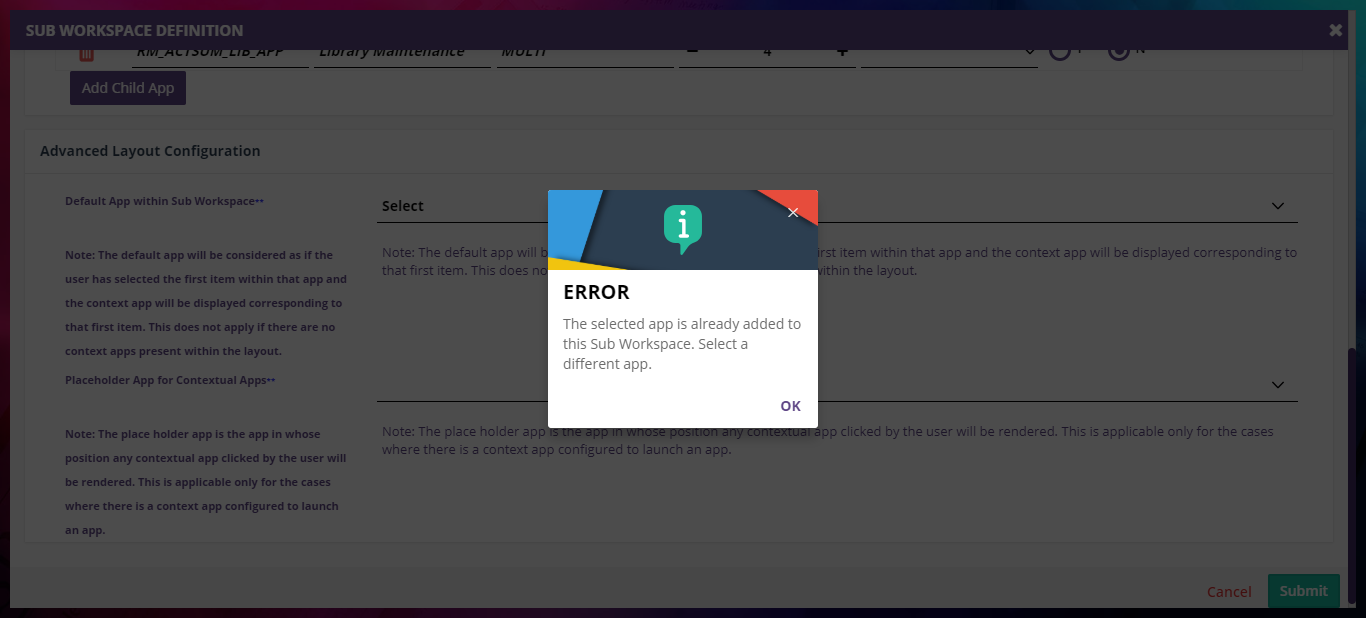 SUB WORKSPACE DEFINITION
RM_ACTSUM_LIB_APP Library Maintenance MULTI 4
Add Child App
Advanced Layout Configuration
Default App within Sub Workspace**
Select
Note: The default app will be considered as if the
user has selected the first item within that app and
the context app will be displayed corresponding to
that first item. This does not apply if there are no
context apps present within the layout.
Note: The default app will b rst item within that app and the context app will be displayed corresponding to
that first item. This does no within the layout.
ERROR
The selected app is already added to
this Sub Workspace. Select a
different app.
OK
Placeholder App for Contextual Apps**
Note: The place holder app is the app in whose
position any contextual app clicked by the user will
be rendered. This is applicable only for the cases
where there is a context app configured to launch
an app.
Note: The place holder app is the app in whose position any contextual app clicked by the user will be rendered. This is applicable only for the cases
where there is a context app configured to launch an app.
Cancel
Submit